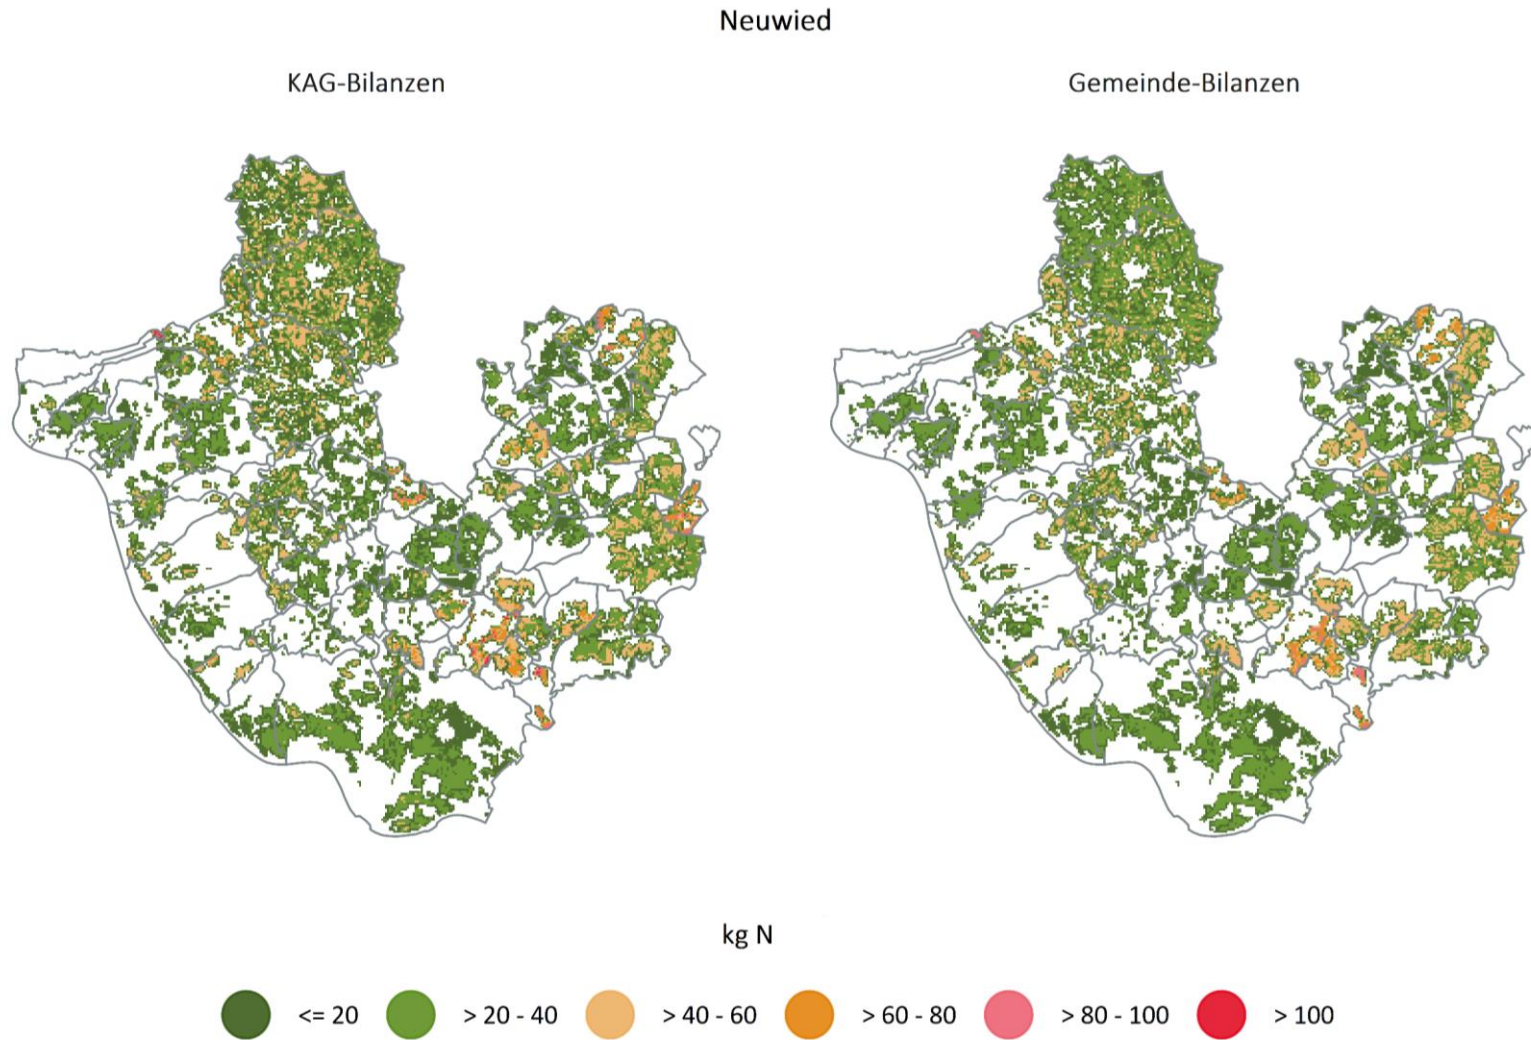 Neuwied
KAG-Bilanzen
Gemeinde-Bilanzen
kg N
<= 20
> 20 - 40
> 40 - 60
> 60 - 80
> 80 - 100
> 100